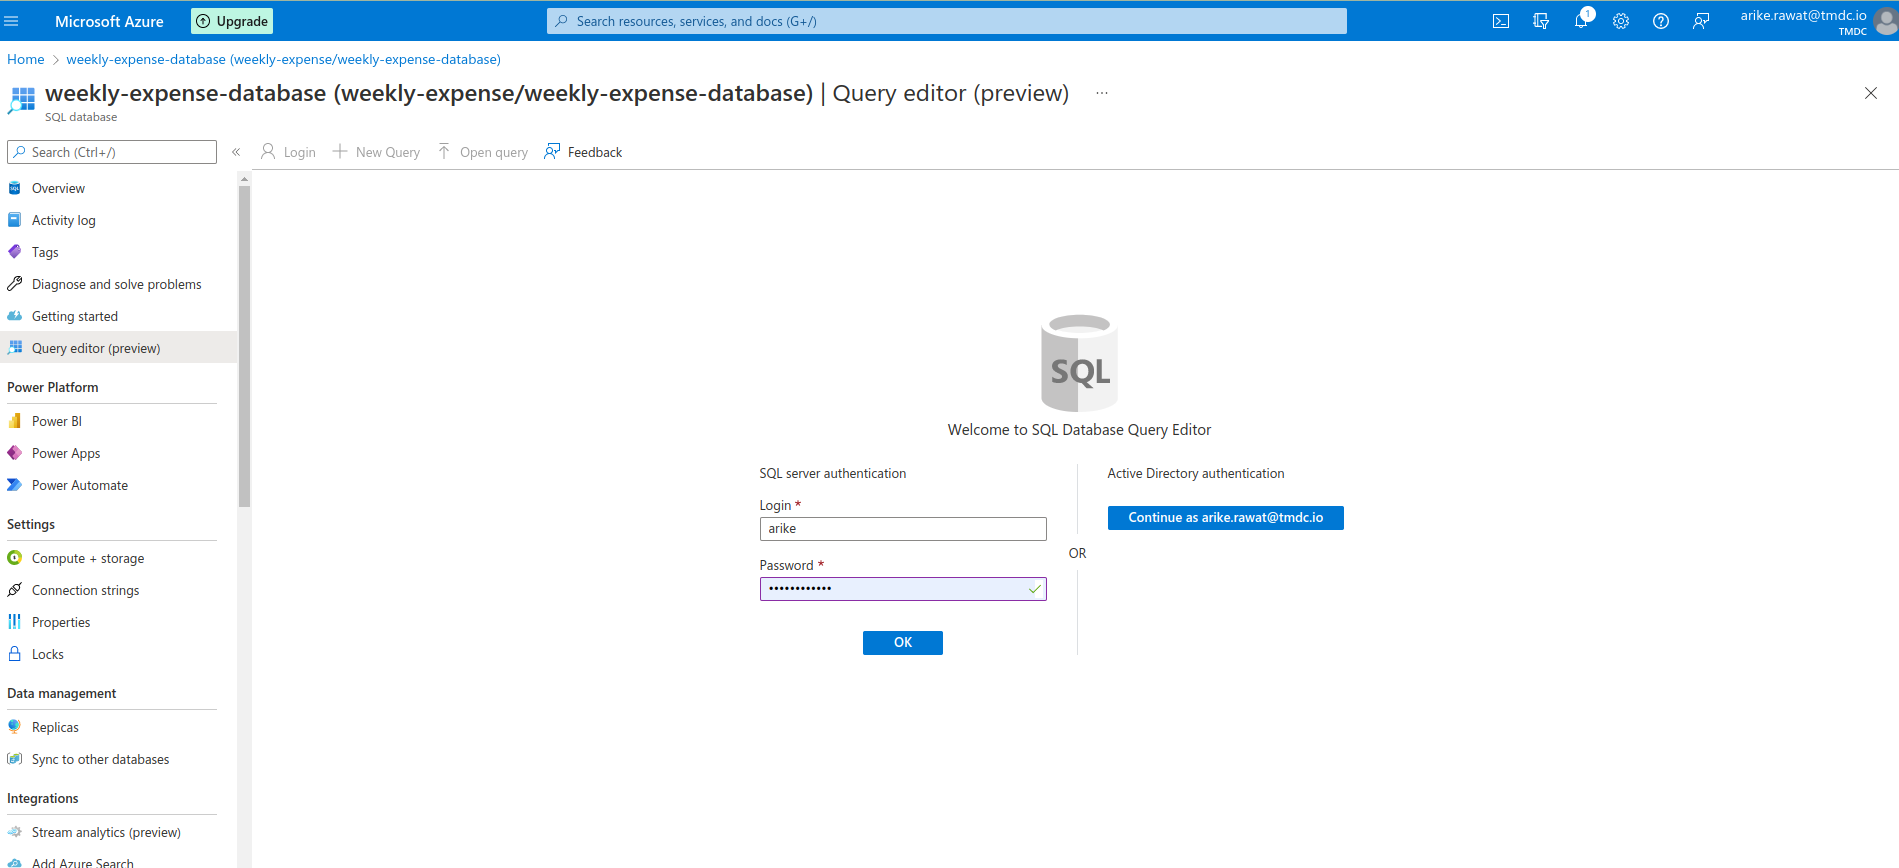 Microsoft Azure
Upgrade
Search resources, services, and docs (G+/)
1
arike.rawat@tmdc.io
TMDC
Home > weekly-expense-database (weekly-expense/weekly-expense-database)
weekly-expense-database (weekly-expense/weekly-expense-database) | Query editor (preview) ...
SQL database
Search (Ctrl+/)
«
Login
New Query
Open query
Feedback
Overview
Activity log
Tags
Diagnose and solve problems
Getting started
Query editor (preview)
Power Platform
Power BI
Power Apps
Power Automate
Settings
Compute + storage
Connection strings
Properties
Locks
Data management
Replicas
Sync to other databases
Integrations
Stream analytics (preview)
Add Azure Search
SQL
Welcome to SQL Database Query Editor
SQL server authentication
Login *
arike
Password *
••••••••••••
OK
OR
Active Directory authentication
Continue as arike.rawat@tmdc.io